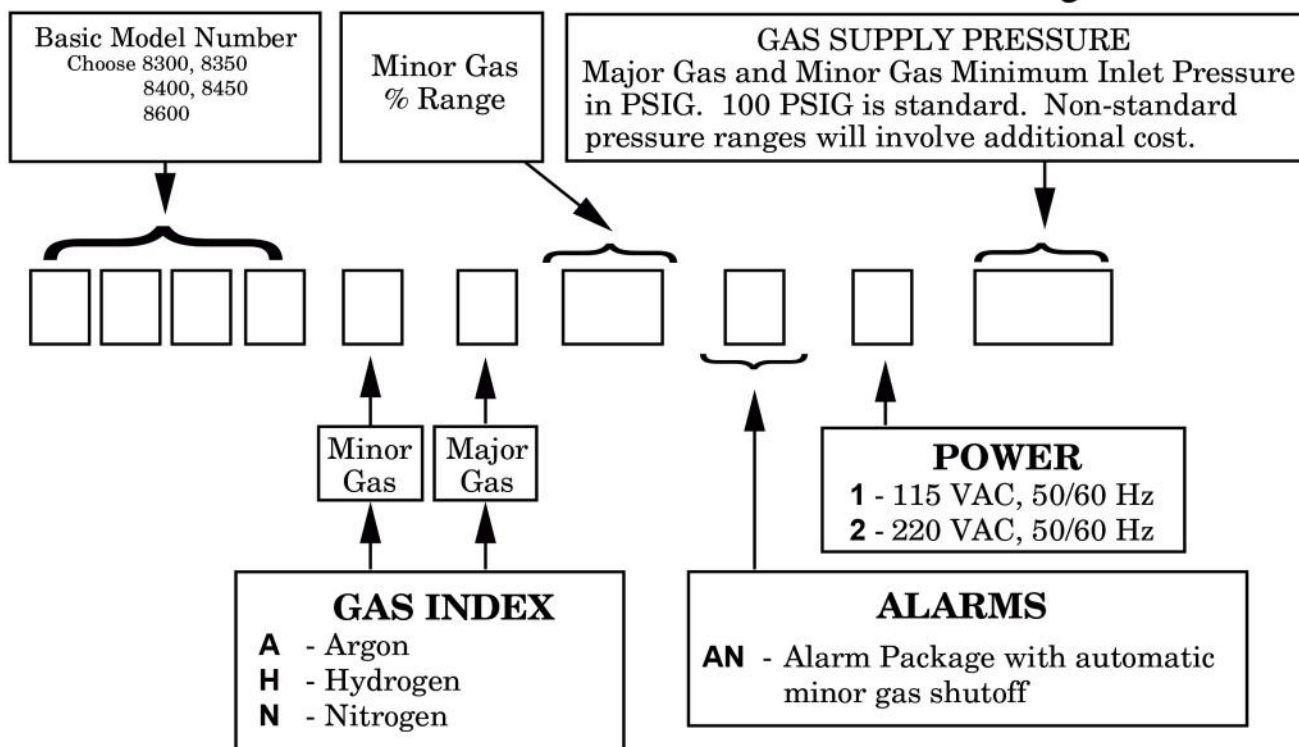 Basic Model Number
Choose 8300, 8350
8400, 8450
8600
Minor Gas
% Range
GAS SUPPLY PRESSURE
Major Gas and Minor Gas Minimum Inlet Pressure
in PSIG. 100 PSIG is standard. Non-standard
pressure ranges will involve additional cost.
Minor
Gas
Major
Gas
POWER
1 - 115 VAC, 50/60 Hz
2 - 220 VAC, 50/60 Hz
GAS INDEX
A - Argon
H - Hydrogen
N - Nitrogen
ALARMS
AN - Alarm Package with automatic
minor gas shutoff